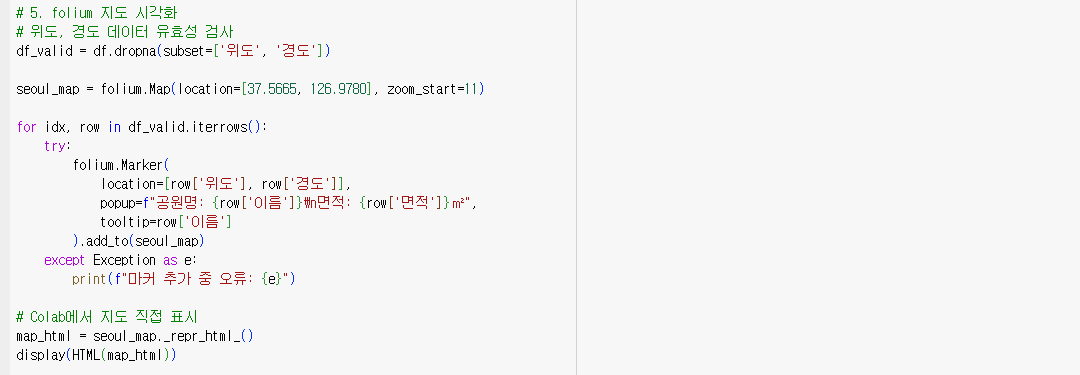 # 5. folium 지도 시각화
# 위도, 경도 데이터 유효성 검사
df_valid = df.dropna(subset=['위도', '경도'])
seoul_map = folium.Map(location=[37.5665, 126.9780], zoom_start=11)
for idx, row in df_valid.iterrows():
try:
folium.Marker(
location=[row['위도'], row['경도']],
popup=f"공원명: {row['이름']}₩n면적: {row['면적']}㎡",
tooltip=row['이름']
).add_to(seoul_map)
except Exception as e:
print(f"마커 추가 중 오류: {e}")
# Colab에서 지도 직접 표시
map_html = seoul_map._repr_html_()
display(HTML(map_html))